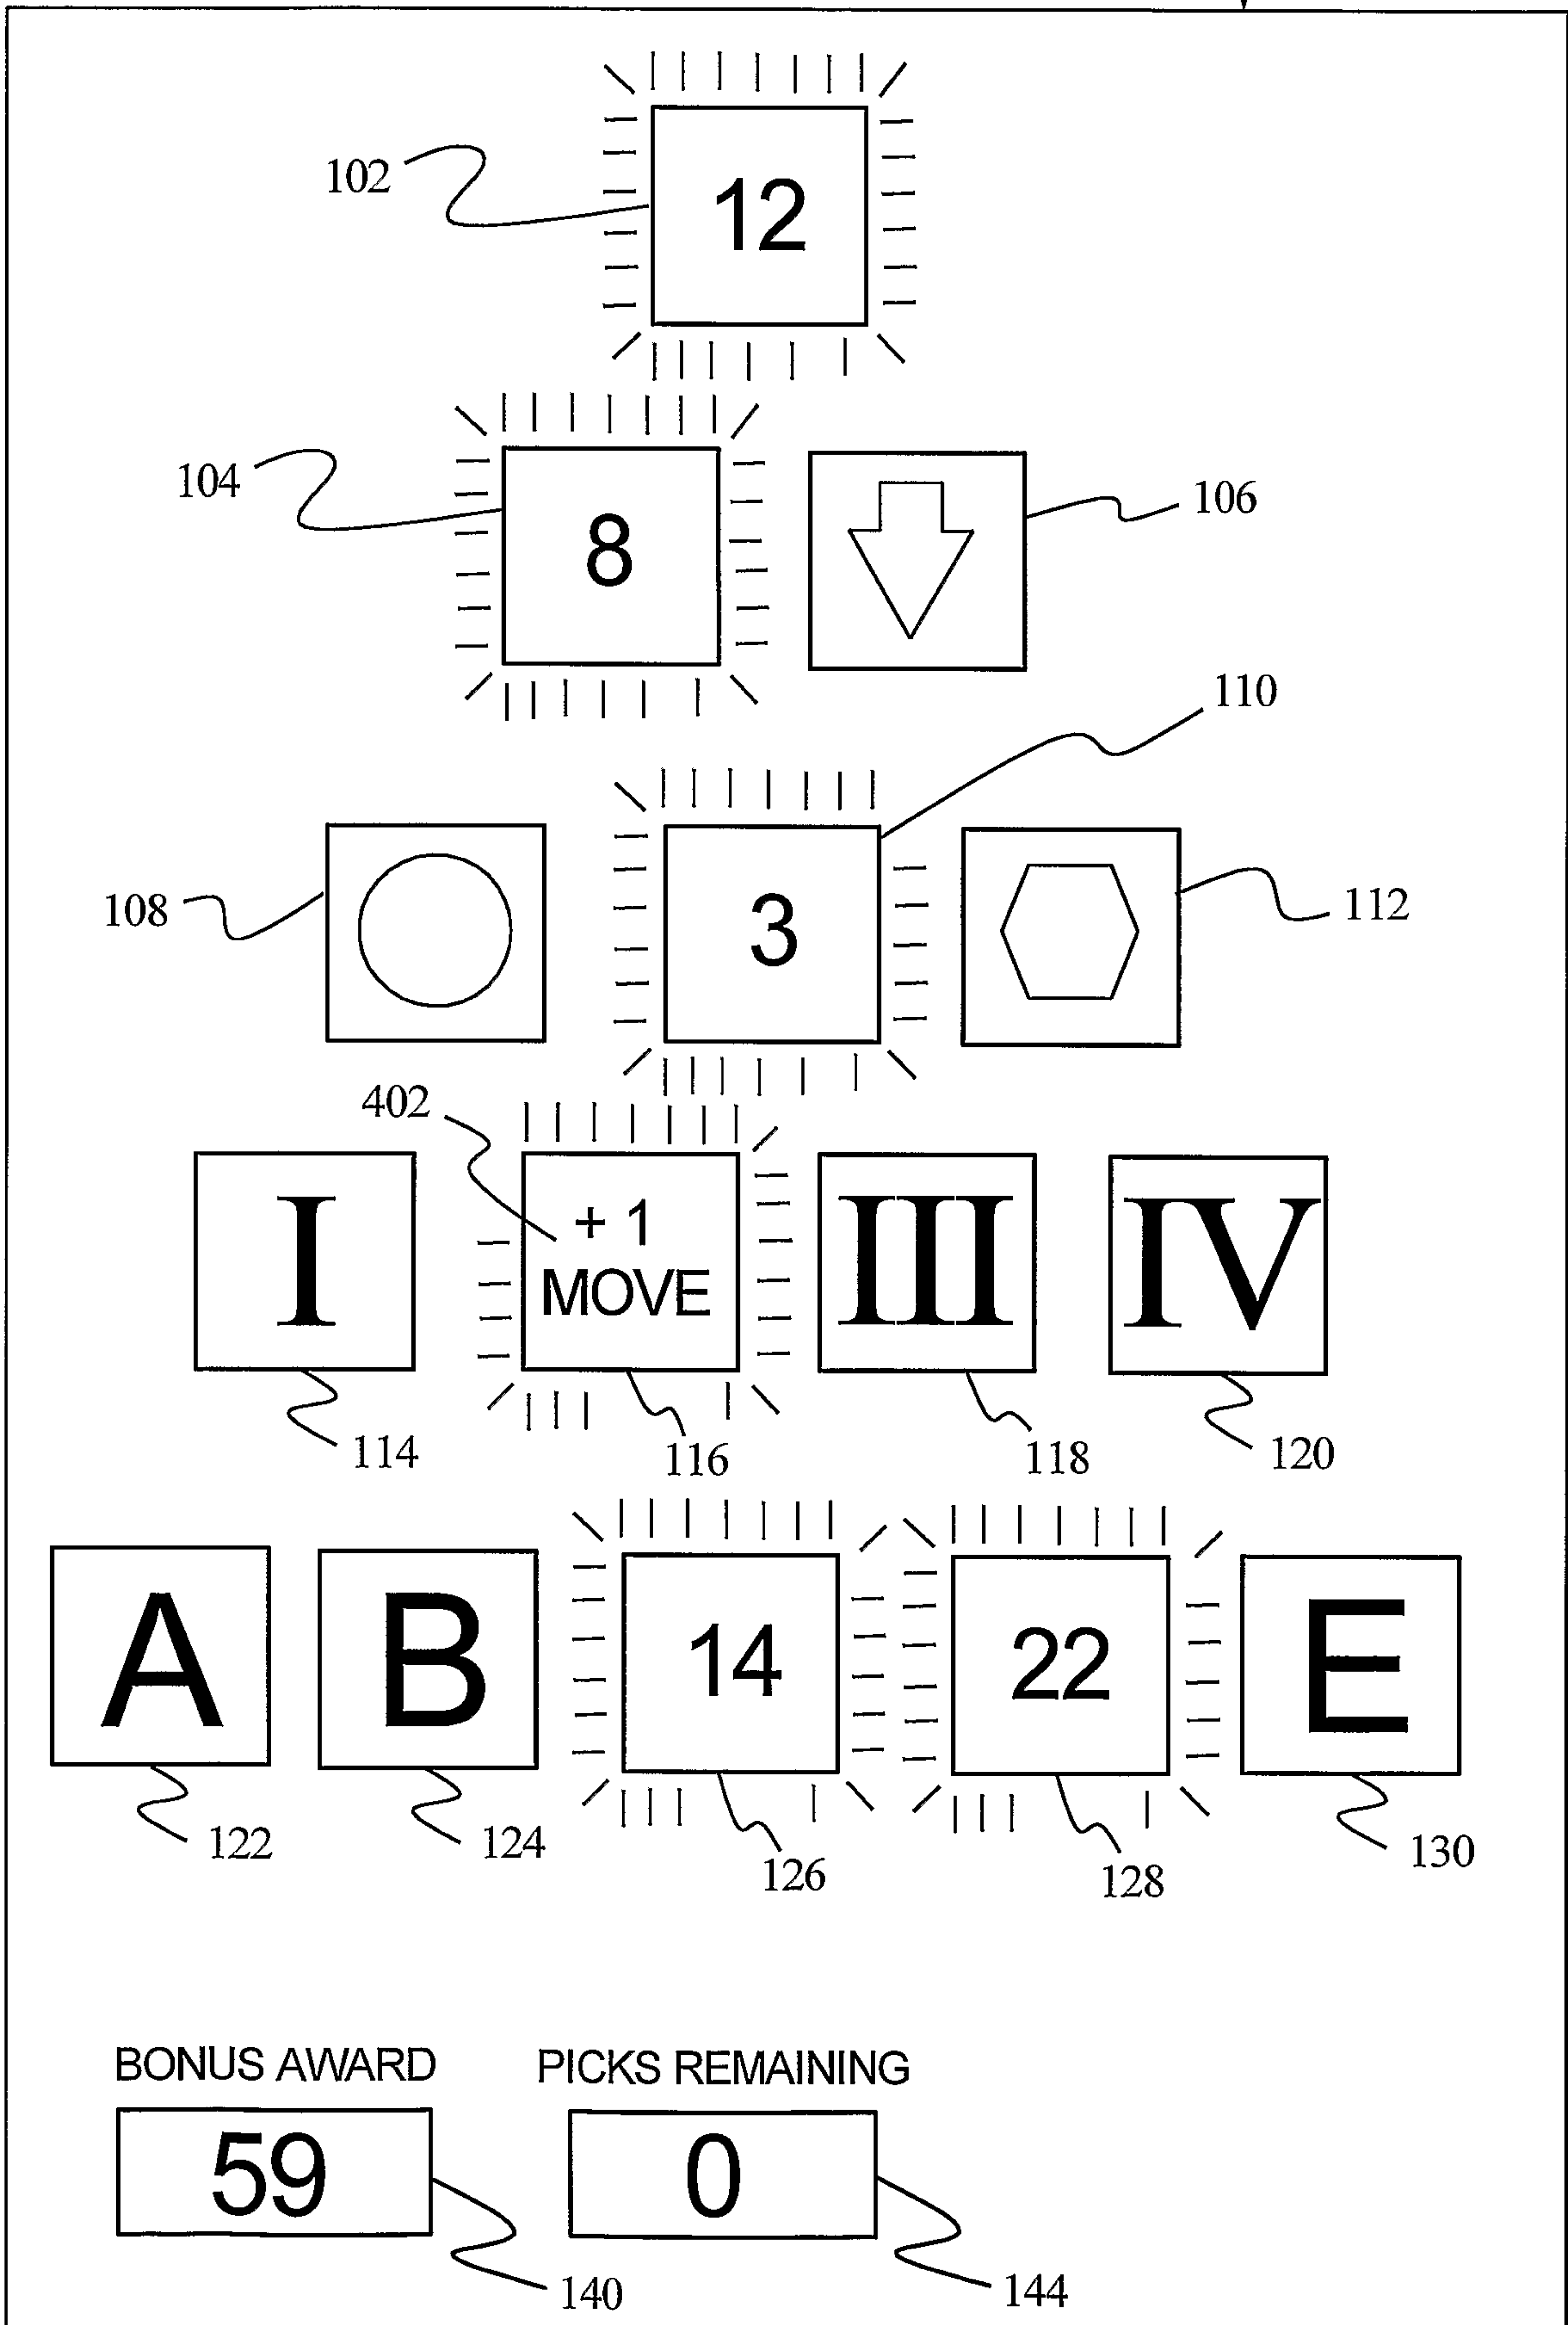 102
12
104
8
106
110
108
3
112
402
I
+ 1
MOVE
III
IV
114
116
118
120
A
B
14
22
E
122
124
126
128
130
BONUS AWARD
PICKS REMAINING
59
0
140
144